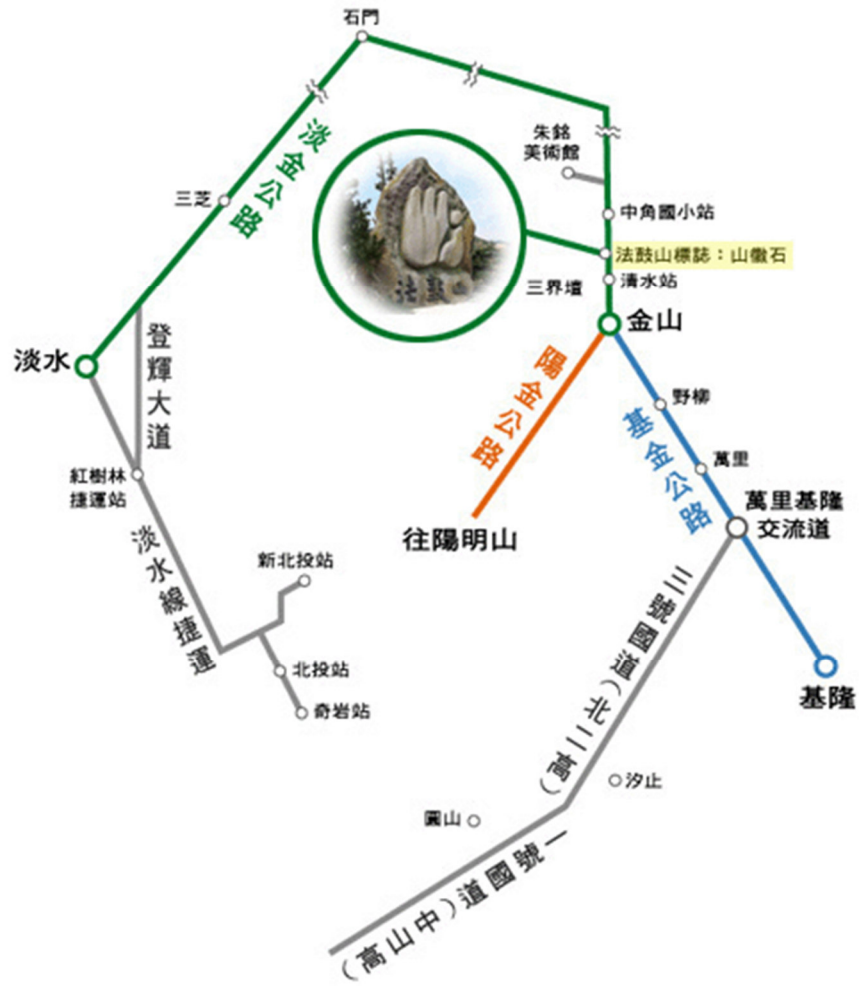 石門
淡金公路
朱銘
美術館
三芝
中角國小站
法鼓山標誌：山徽石
三界壇
清水站
金山
淡水
登輝大道
陽金公路
野柳
基金公路
萬里
紅樹林
捷運站
萬里基隆
交流道
往陽明山
淡水線捷運
新北投站
三號國道(北二高)
北投站
基隆
奇岩站
汐止
圓山
一號國道(中山高)